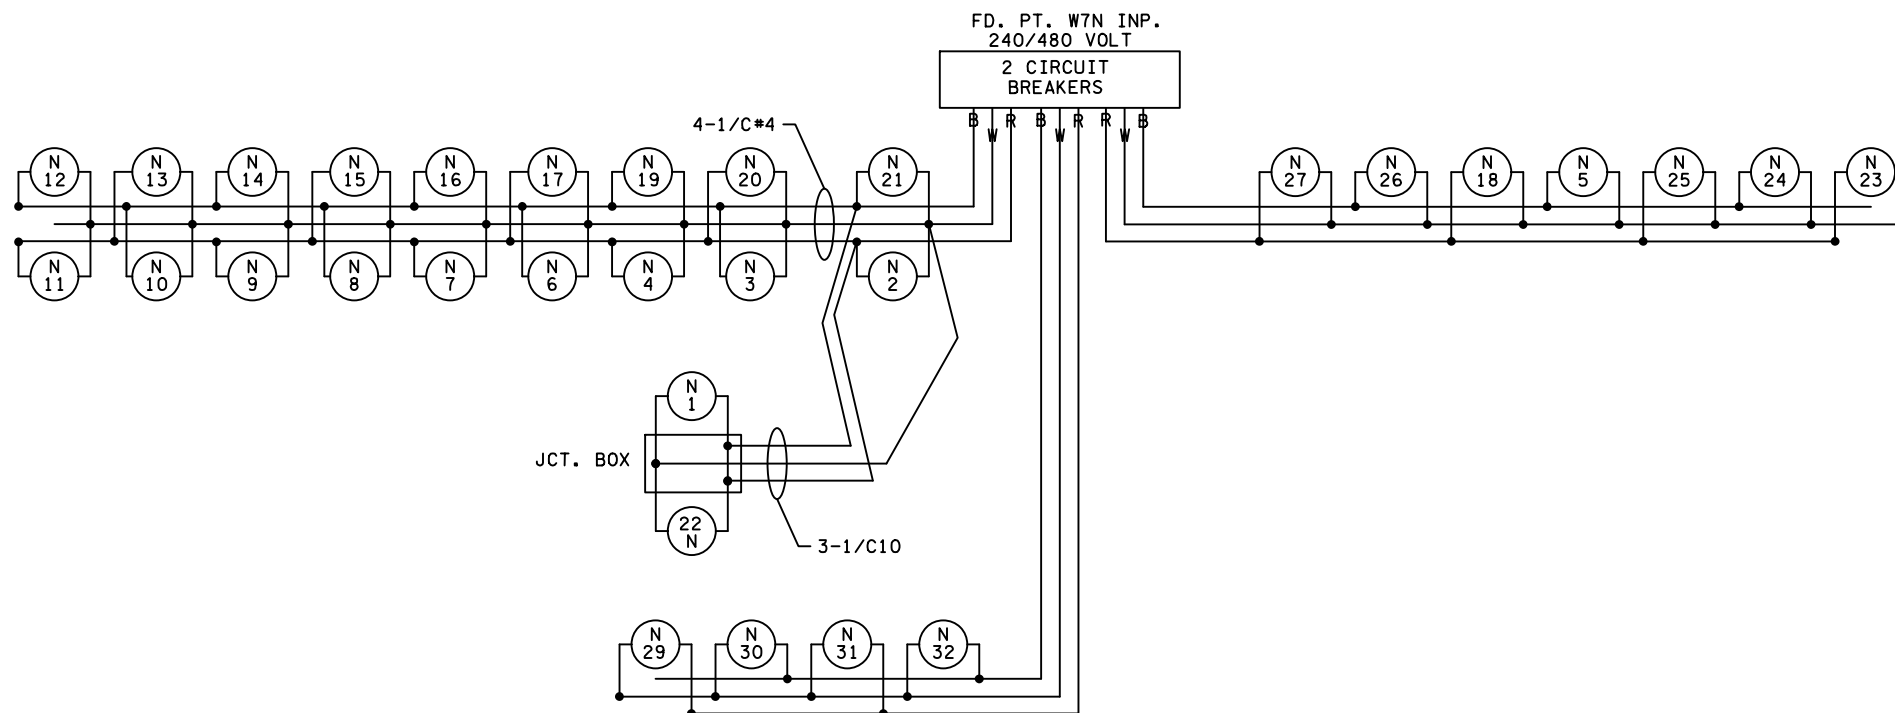 FD. PT. W7N INP.
240/480 VOLT
2 CIRCUIT
BREAKERS
B W R B W R R W B
4-1/C#4
N 12
N 13
N 14
N 15
N 16
N 17
N 19
N 20
N 21
N 27
N 26
N 18
N 5
N 25
N 24
N 23
N 11
N 10
N 9
N 8
N 7
N 6
N 4
N 3
N 2
N 1
JCT. BOX
22 N
3-1/C10
N 29
N 30
N 31
N 32